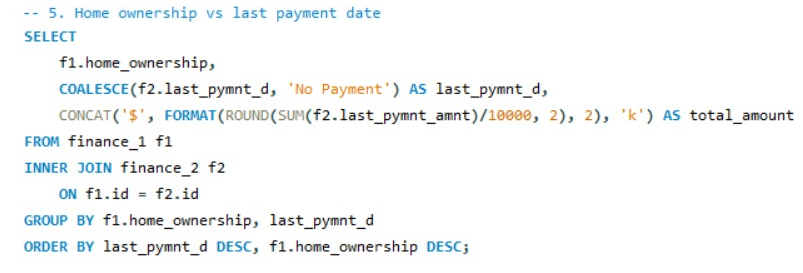 -- 5. Home ownership vs last payment date
SELECT
f1.home_ownership,
COALESCE(f2.last_pymnt_d, 'No Payment') AS last_pymnt_d,
CONCAT('$', FORMAT(ROUND(SUM(f2.last_pymnt_amnt)/10000, 2), 2), 'k') AS total_amount
FROM finance_1 f1
INNER JOIN finance_2 f2
ON f1.id = f2.id
GROUP BY f1.home_ownership, last_pymnt_d
ORDER BY last_pymnt_d DESC, f1.home_ownership DESC;